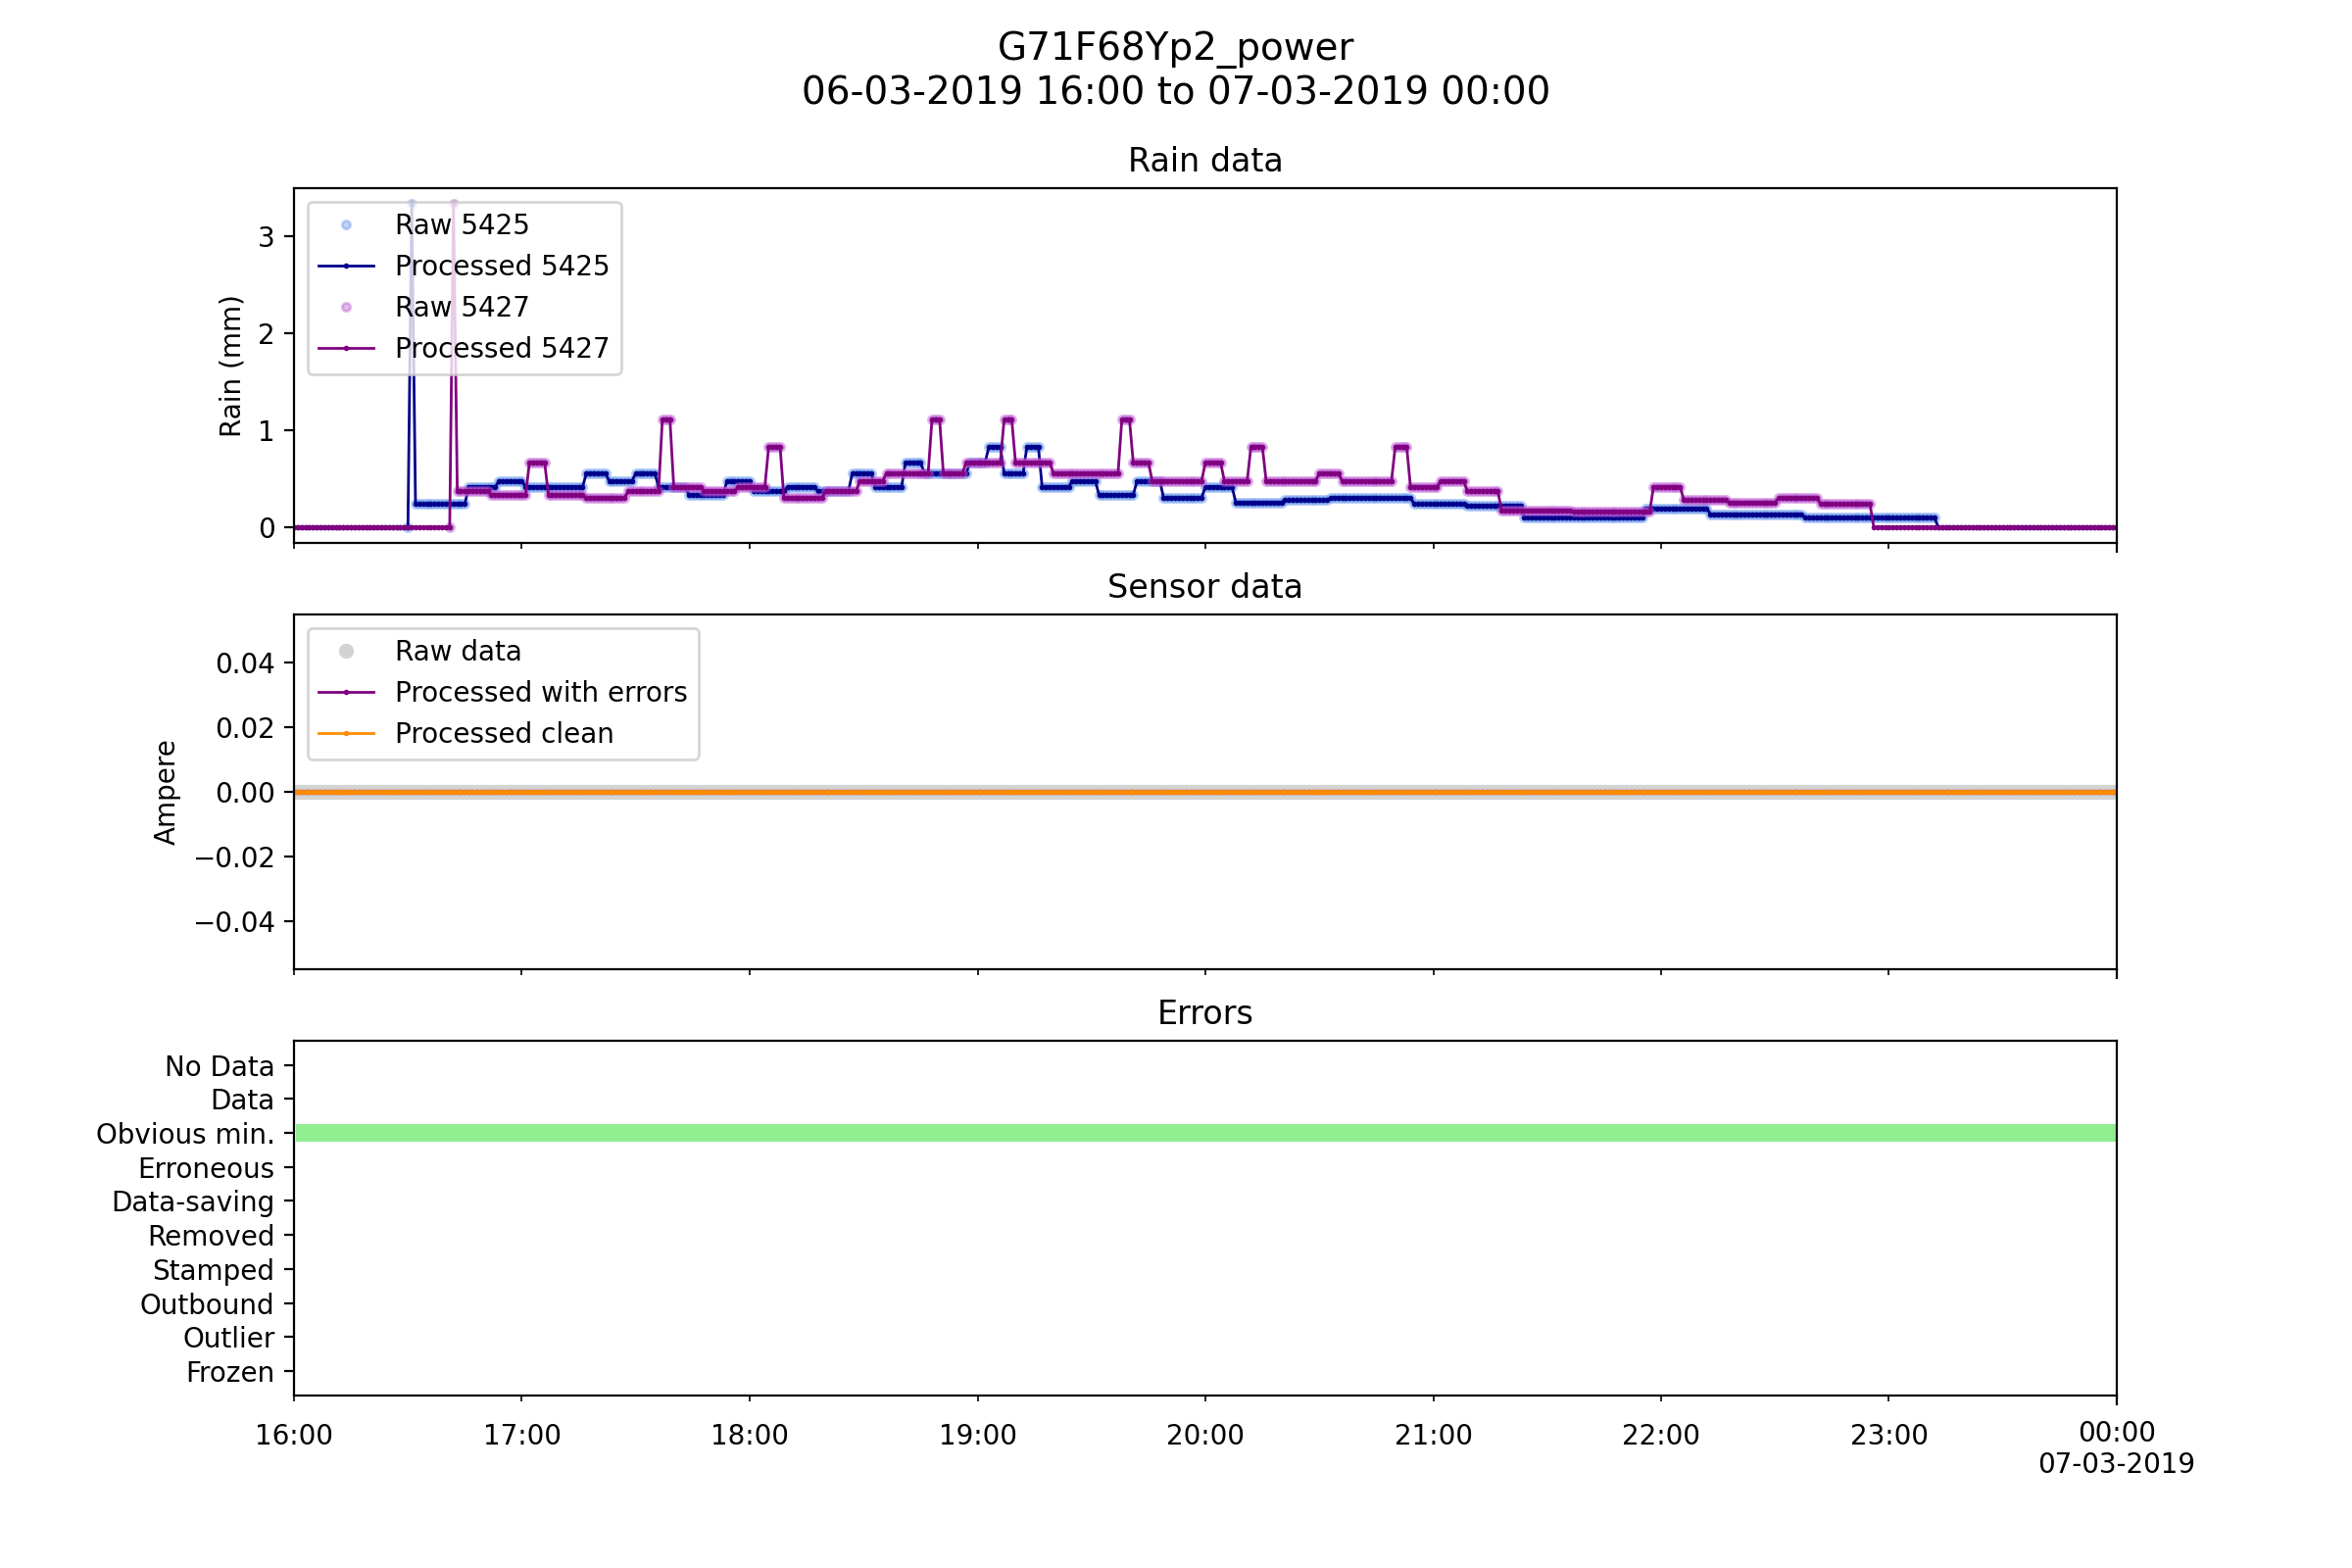 G71F68Yp2_power
06-03-2019 16:00 to 07-03-2019 00:00
Rain data
Rain (mm)
3
2
1
0
Raw 5425
Processed 5425
Raw 5427
Processed 5427
Sensor data
Ampere
0.04
0.02
0.00
−0.02
−0.04
Raw data
Processed with errors
Processed clean
Errors
No Data
Data
Obvious min.
Erroneous
Data-saving
Removed
Stamped
Outbound
Outlier
Frozen
16:00 17:00 18:00 19:00 20:00 21:00 22:00 23:00 00:00
07-03-2019